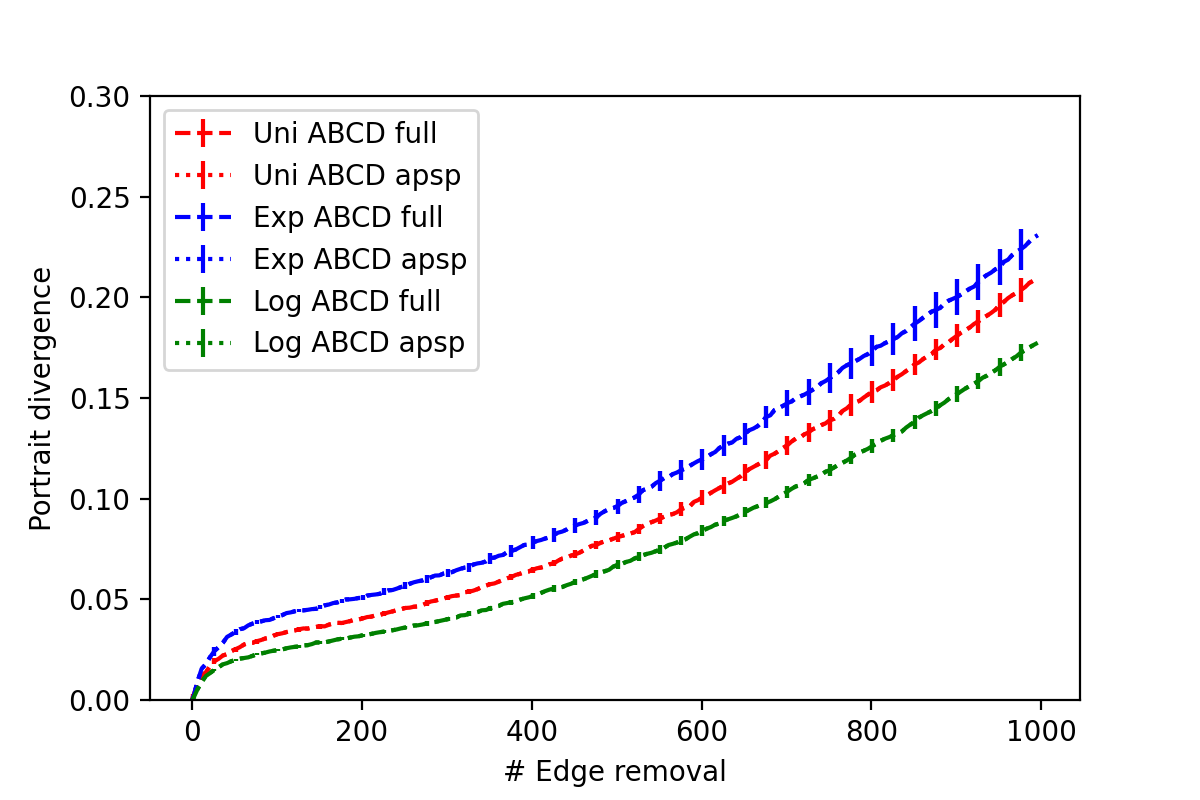 0.30
0.25
0.20
0.15
0.10
0.05
0.00
Portrait divergence
Uni ABCD full
Uni ABCD apsp
Exp ABCD full
Exp ABCD apsp
Log ABCD full
Log ABCD apsp
0 200 400 600 800 1000
# Edge removal